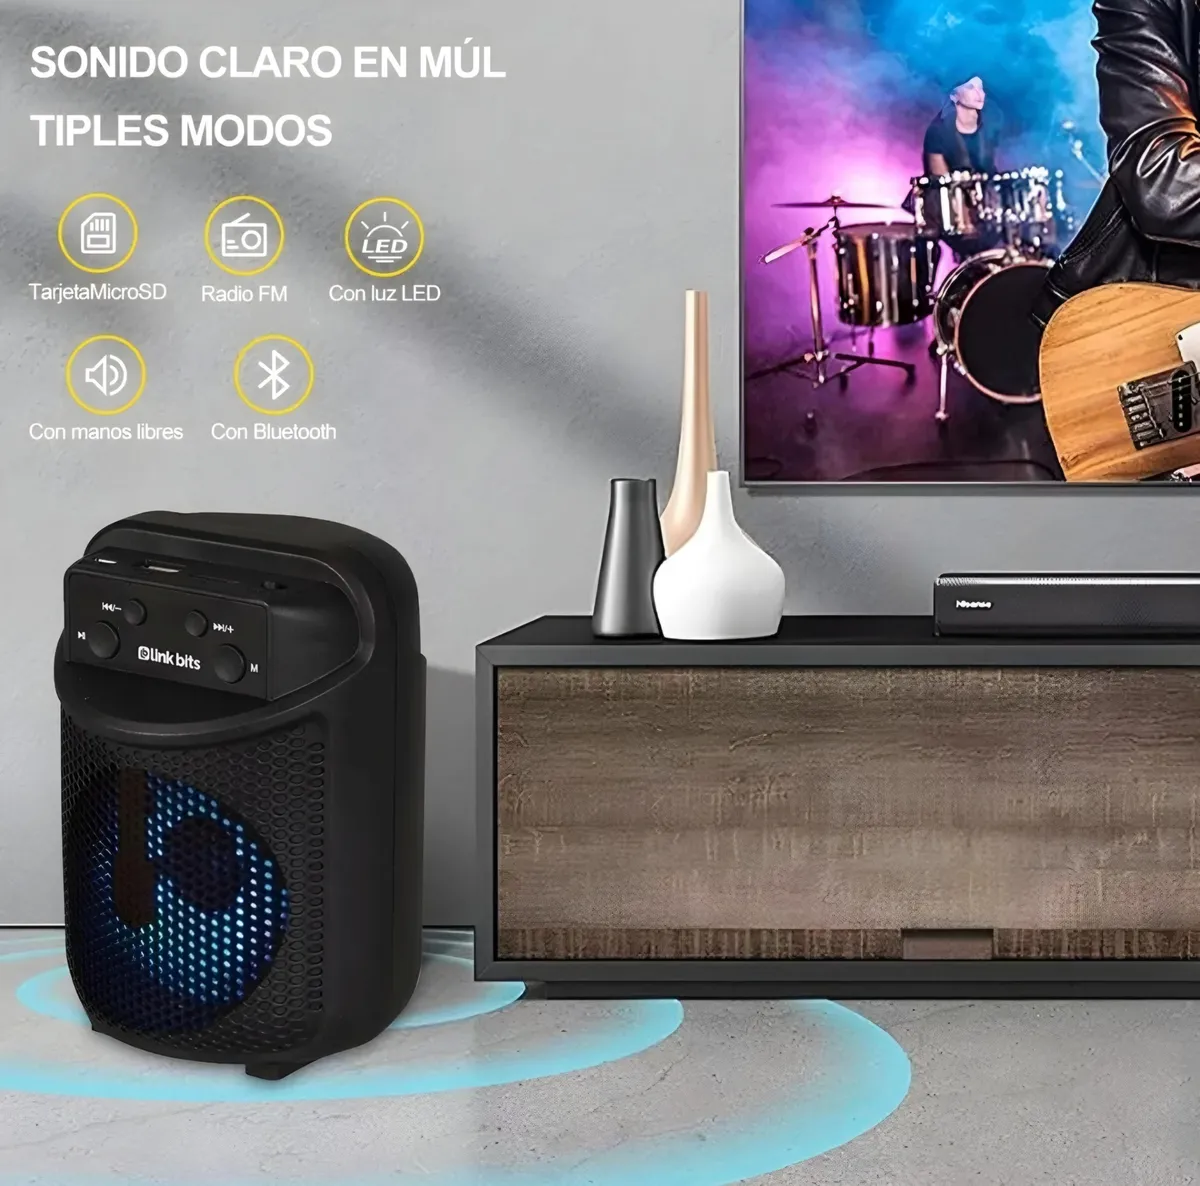 SONIDO CLARO EN MÚL
TIPLES MODOS
LED
TarjetaMicroSD
Radio FM
Con luz LED
Con manos libres
Con Bluetooth
link bits
M
Hisense